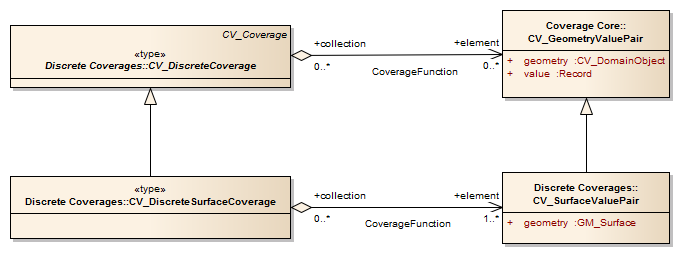 CV_Coverage
«type»
Discrete Coverages::CV_DiscreteCoverage
+collection
0..*
CoverageFunction
+element
0..*
Coverage Core::
CV_GeometryValuePair
+ geometry :CV_DomainObject
+ value :Record
«type»
Discrete Coverages::CV_DiscreteSurfaceCoverage
+collection
0..*
CoverageFunction
+element
1..*
Discrete Coverages::
CV_SurfaceValuePair
+ geometry :GM_Surface